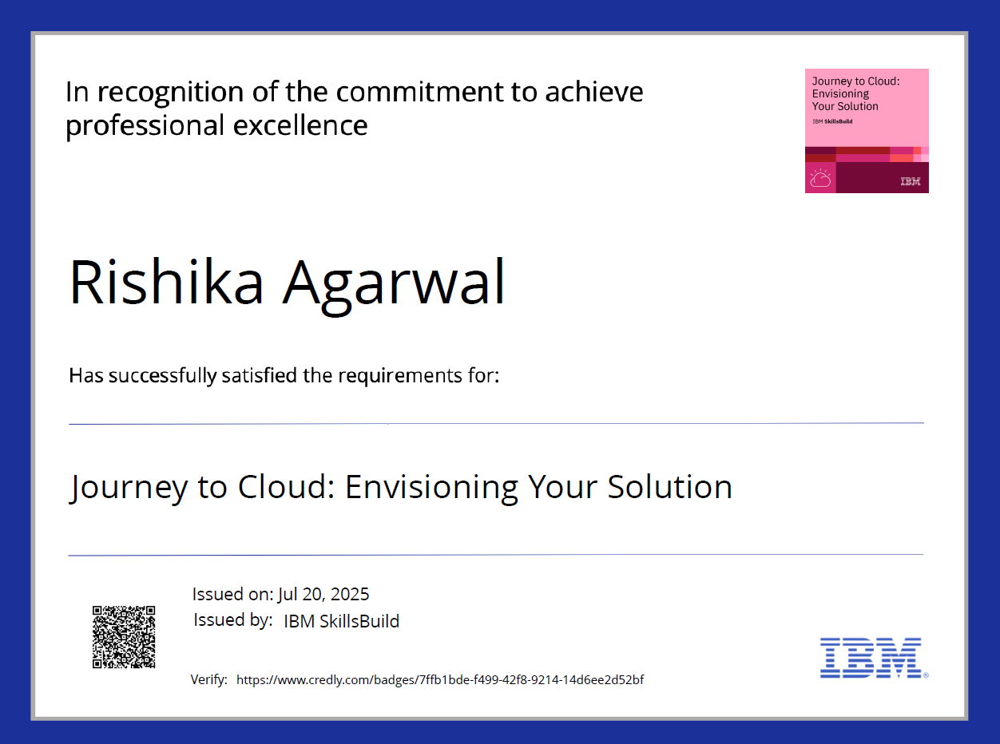 In recognition of the commitment to achieve
professional excellence
Journey to Cloud:
Envisioning
Your Solution
IBM SkillsBuild
IBM
Rishika Agarwal
Has successfully satisfied the requirements for:
Journey to Cloud: Envisioning Your Solution
Issued on: Jul 20, 2025
Issued by: IBM SkillsBuild
Verify: https://www.credly.com/badges/7ffb1bde-f499-42f8-9214-14d6ee2d52bf
IBM®